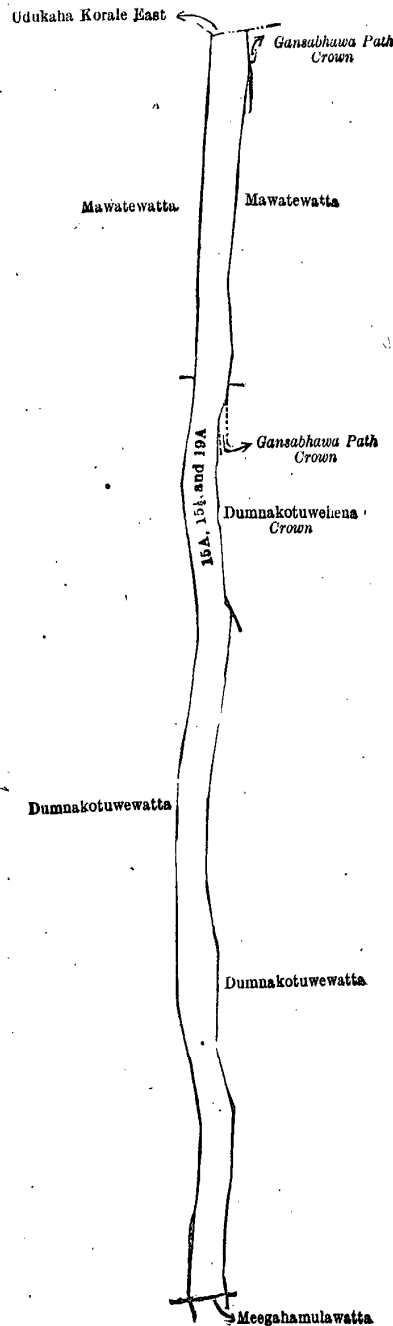 Udukaha Korale East
Gansabhawa Path
Crown
Mawatewatta
Mawatewatta
Gansabhawa Path
Crown
15A, 15½, and 19A
Dumnakotuwehena
Crown
Dumnakotuwewatta
Dumnakotuwewatta
Meegahamulawatta